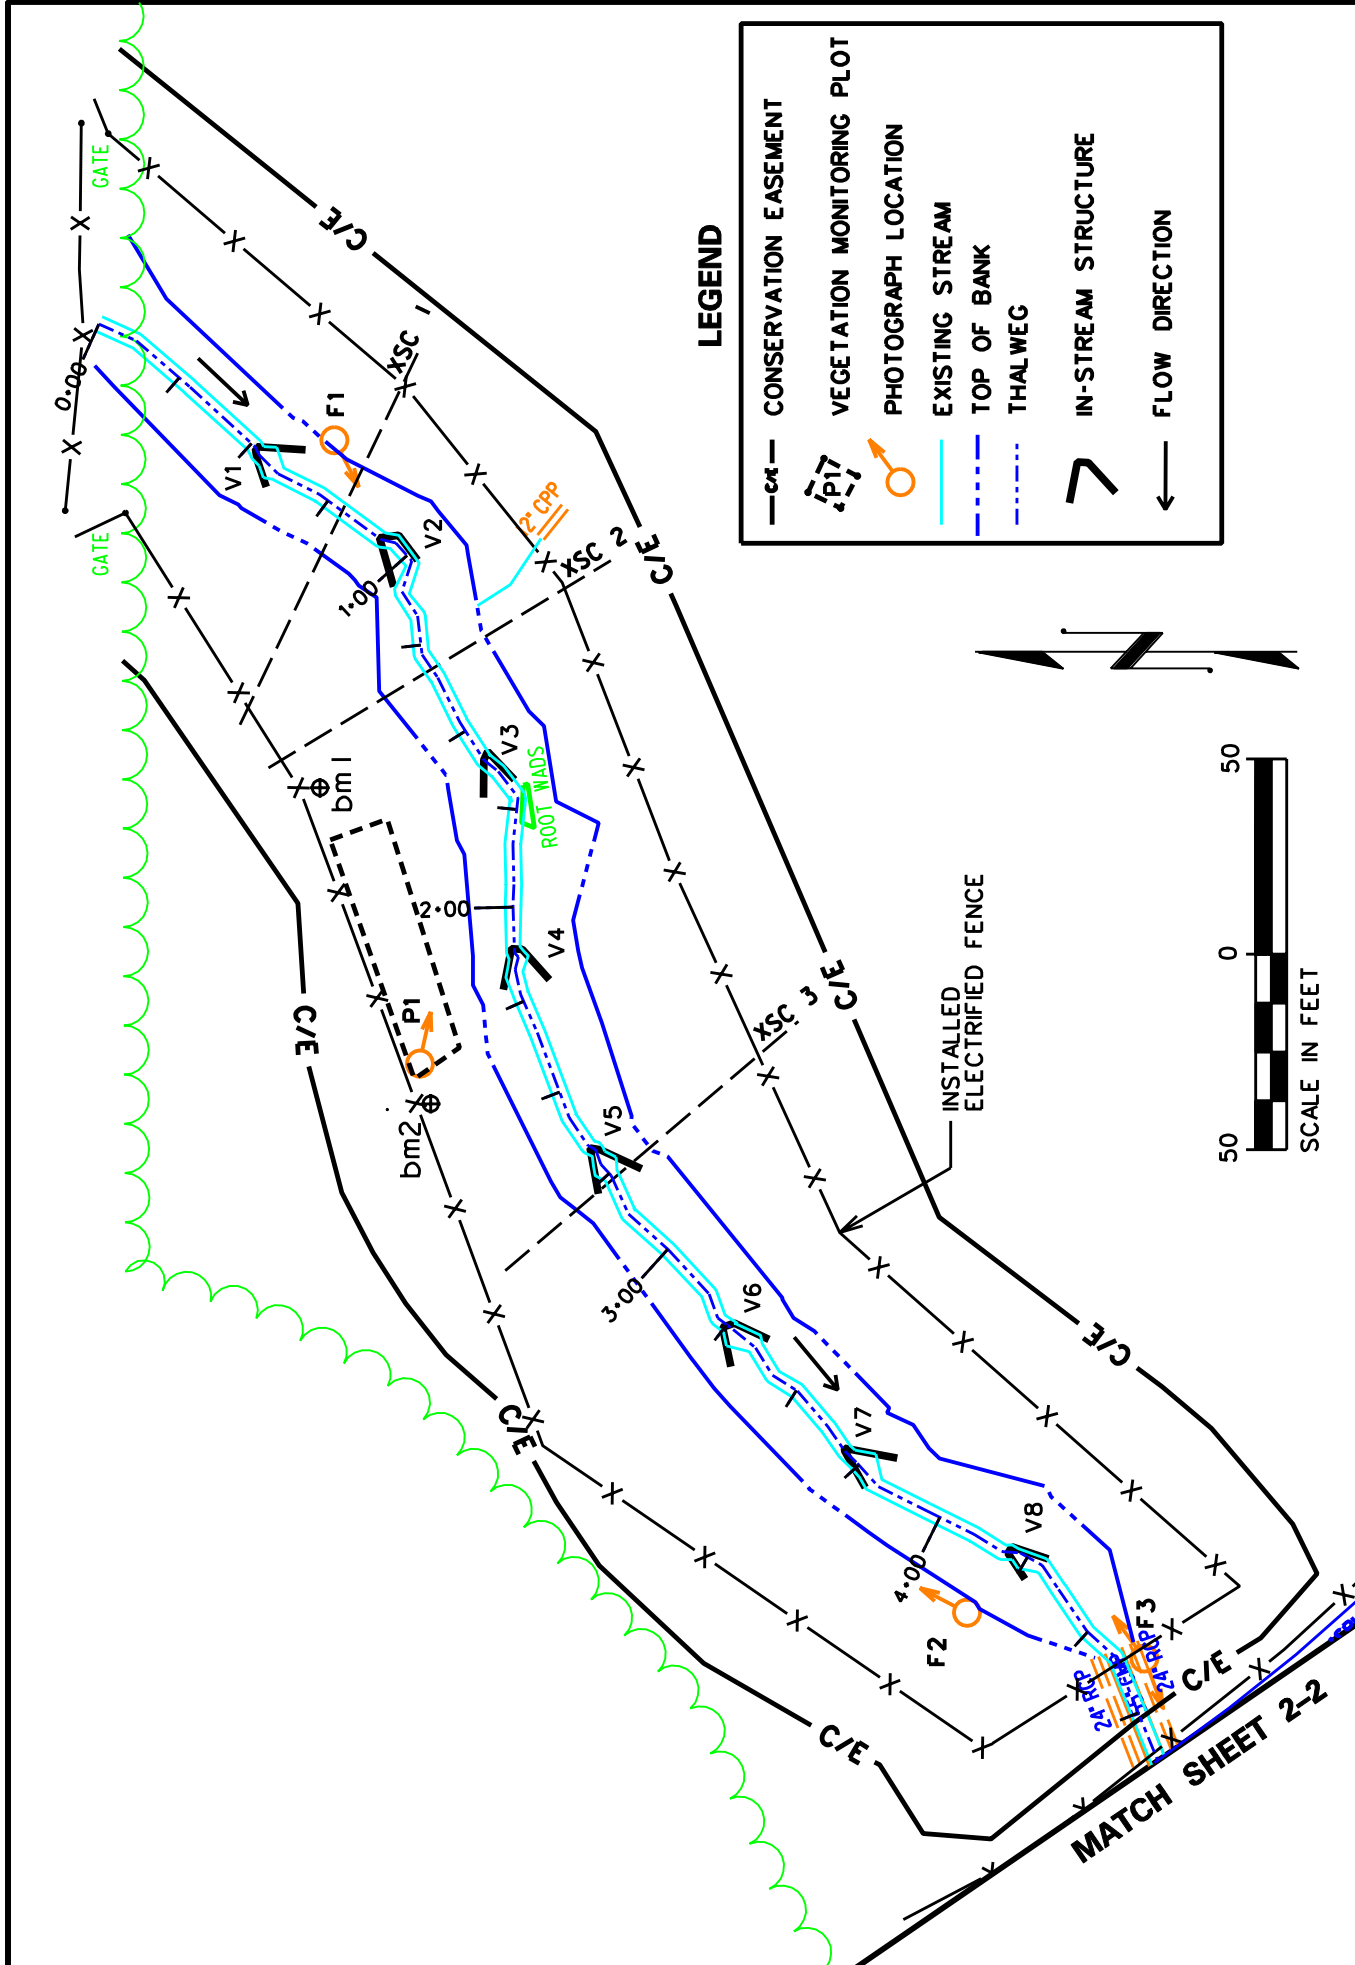 LEGEND
C/E CONSERVATION EASEMENT
P1 VEGETATION MONITORING PLOT
PHOTOGRAPH LOCATION
EXISTING STREAM
TOP OF BANK
THALWEG
IN-STREAM STRUCTURE
FLOW DIRECTION
GATE
GATE
0+00
C/E
XSC 1
F1
V1
V2
1+00
2" CPP
XSC 2
C/E
bm1
V3
ROOT WADS
2+00
V4
P1
C/E
bm2
XSC 3
C/E
V5
INSTALLED
ELECTRIFIED FENCE
3+00
V6
C/E
C/E
V7
V8
4+00
F2
F3
24" RCP
24" RCP
C/E
C/E
MATCH SHEET 2-2
50 0 50
SCALE IN FEET